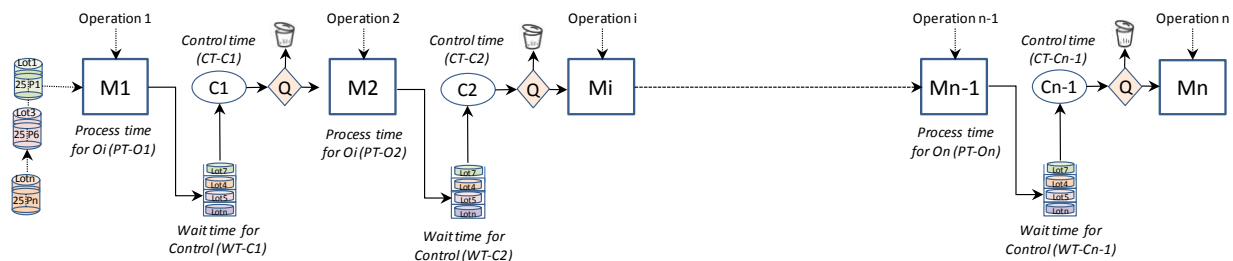 Operation 1
Operation 2
Operation i
Operation n-1
Operation n
Control time
(CT-C1)
Control time
(CT-C2)
Control time
(CT-Cn-1)
Lot1
25 P1
Lot3
25 P6
Lotn
25 Pn
M1
C1
Q
M2
C2
Q
Mi
Mn-1
Cn-1
Q
Mn
Process time
for Oi (PT-O1)
Process time
for Oi (PT-O2)
Process time
for On (PT-On)
Lot7
Lot4
Lot5
Lotn
Lot7
Lot4
Lot5
Lotn
Lot7
Lot4
Lot5
Lotn
Wait time for
Control (WT-C1)
Wait time for
Control (WT-C2)
Wait time for
Control (WT-Cn-1)